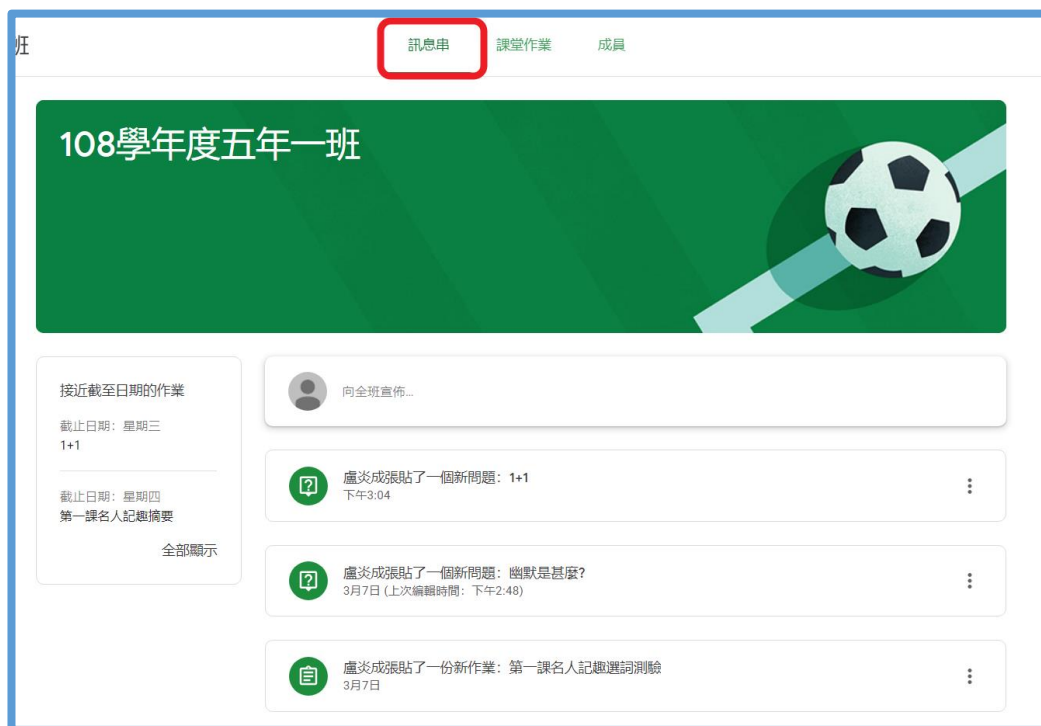 班
訊息串
課堂作業
成員
108學年度五年一班
接近截至日期的作業
截止日期：星期三
1+1
截止日期：星期四
第一課名人記趣摘要
全部顯示
向全班宣佈...
盧炎成張貼了一個新問題：1+1
下午3:04
盧炎成張貼了一個新問題：幽默是甚麼?
3月7日 (上次編輯時間：下午2:48)
盧炎成張貼了一份新作業：第一課名人記趣選詞測驗
3月7日